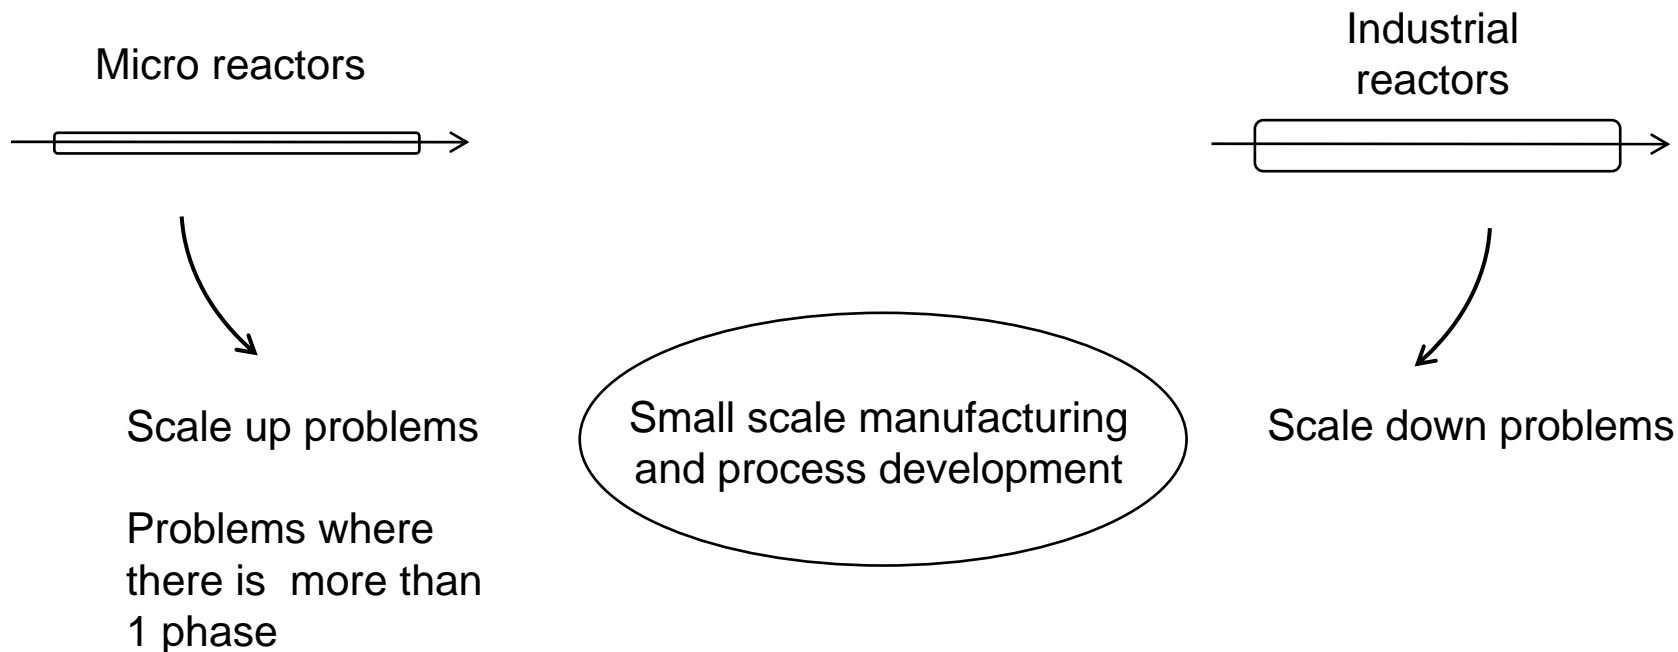 Micro reactors
Industrial
reactors
Scale up problems
Problems where
there is  more than
1 phase
Small scale manufacturing
and process development
Scale down problems